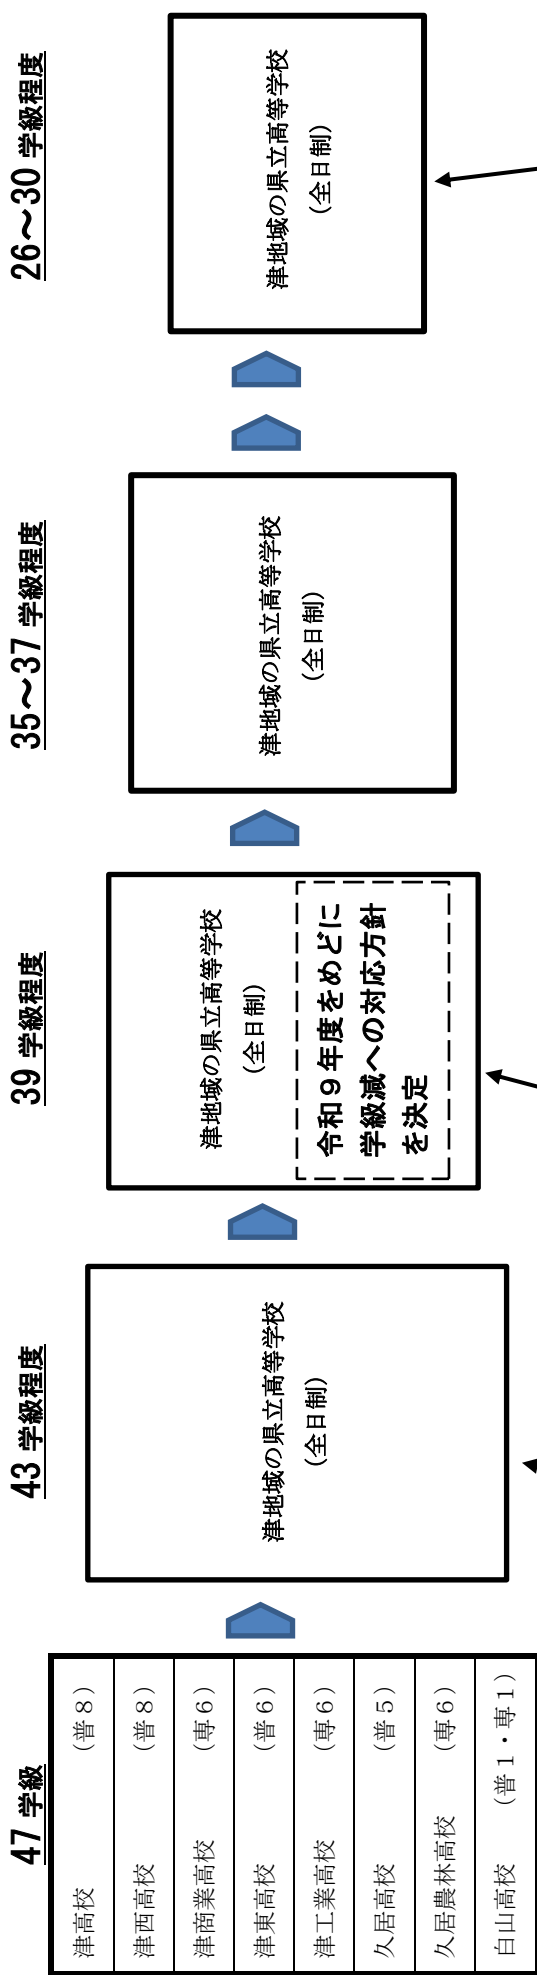 47 学級
津高校　　　（普８）
津西高校　　（普８）
津商業高校　（専６）
津東高校　　（普６）
津工業高校　（専６）
久居高校　　（普５）
久居農林高校　（専６）
白山高校　（普１・専１）
43 学級程度
津地域の県立高等学校
（全日制）
39 学級程度
津地域の県立高等学校
（全日制）
令和９年度をめどに
学級減への対応方針
を決定
35～37 学級程度
津地域の県立高等学校
（全日制）
26～30 学級程度
津地域の県立高等学校
（全日制）